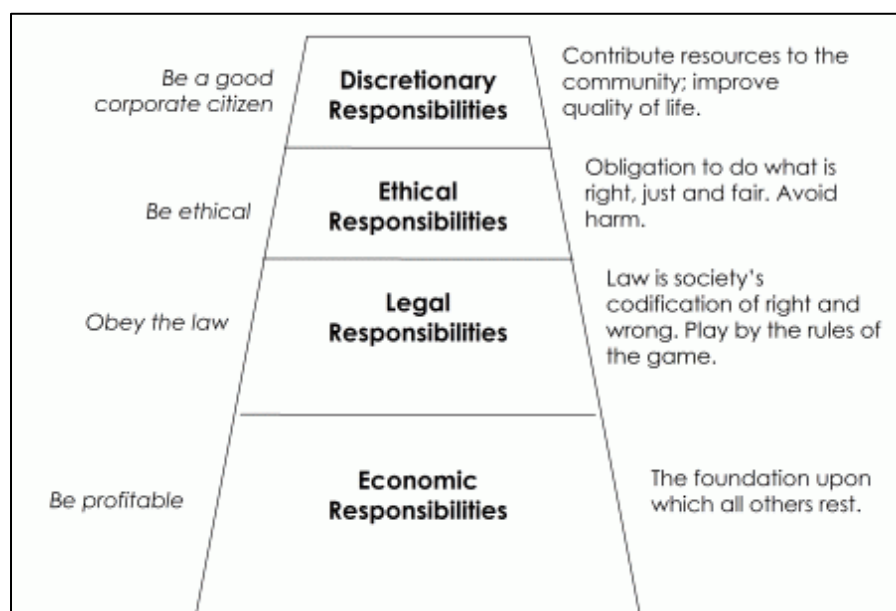 Be a good
corporate citizen
Discretionary
Responsibilities
Contribute resources to the
community; improve
quality of life.
Be ethical
Ethical
Responsibilities
Obligation to do what is
right, just and fair. Avoid
harm.
Obey the law
Legal
Responsibilities
Law is society's
codification of right and
wrong. Play by the rules of
the game.
Be profitable
Economic
Responsibilities
The foundation upon
which all others rest.